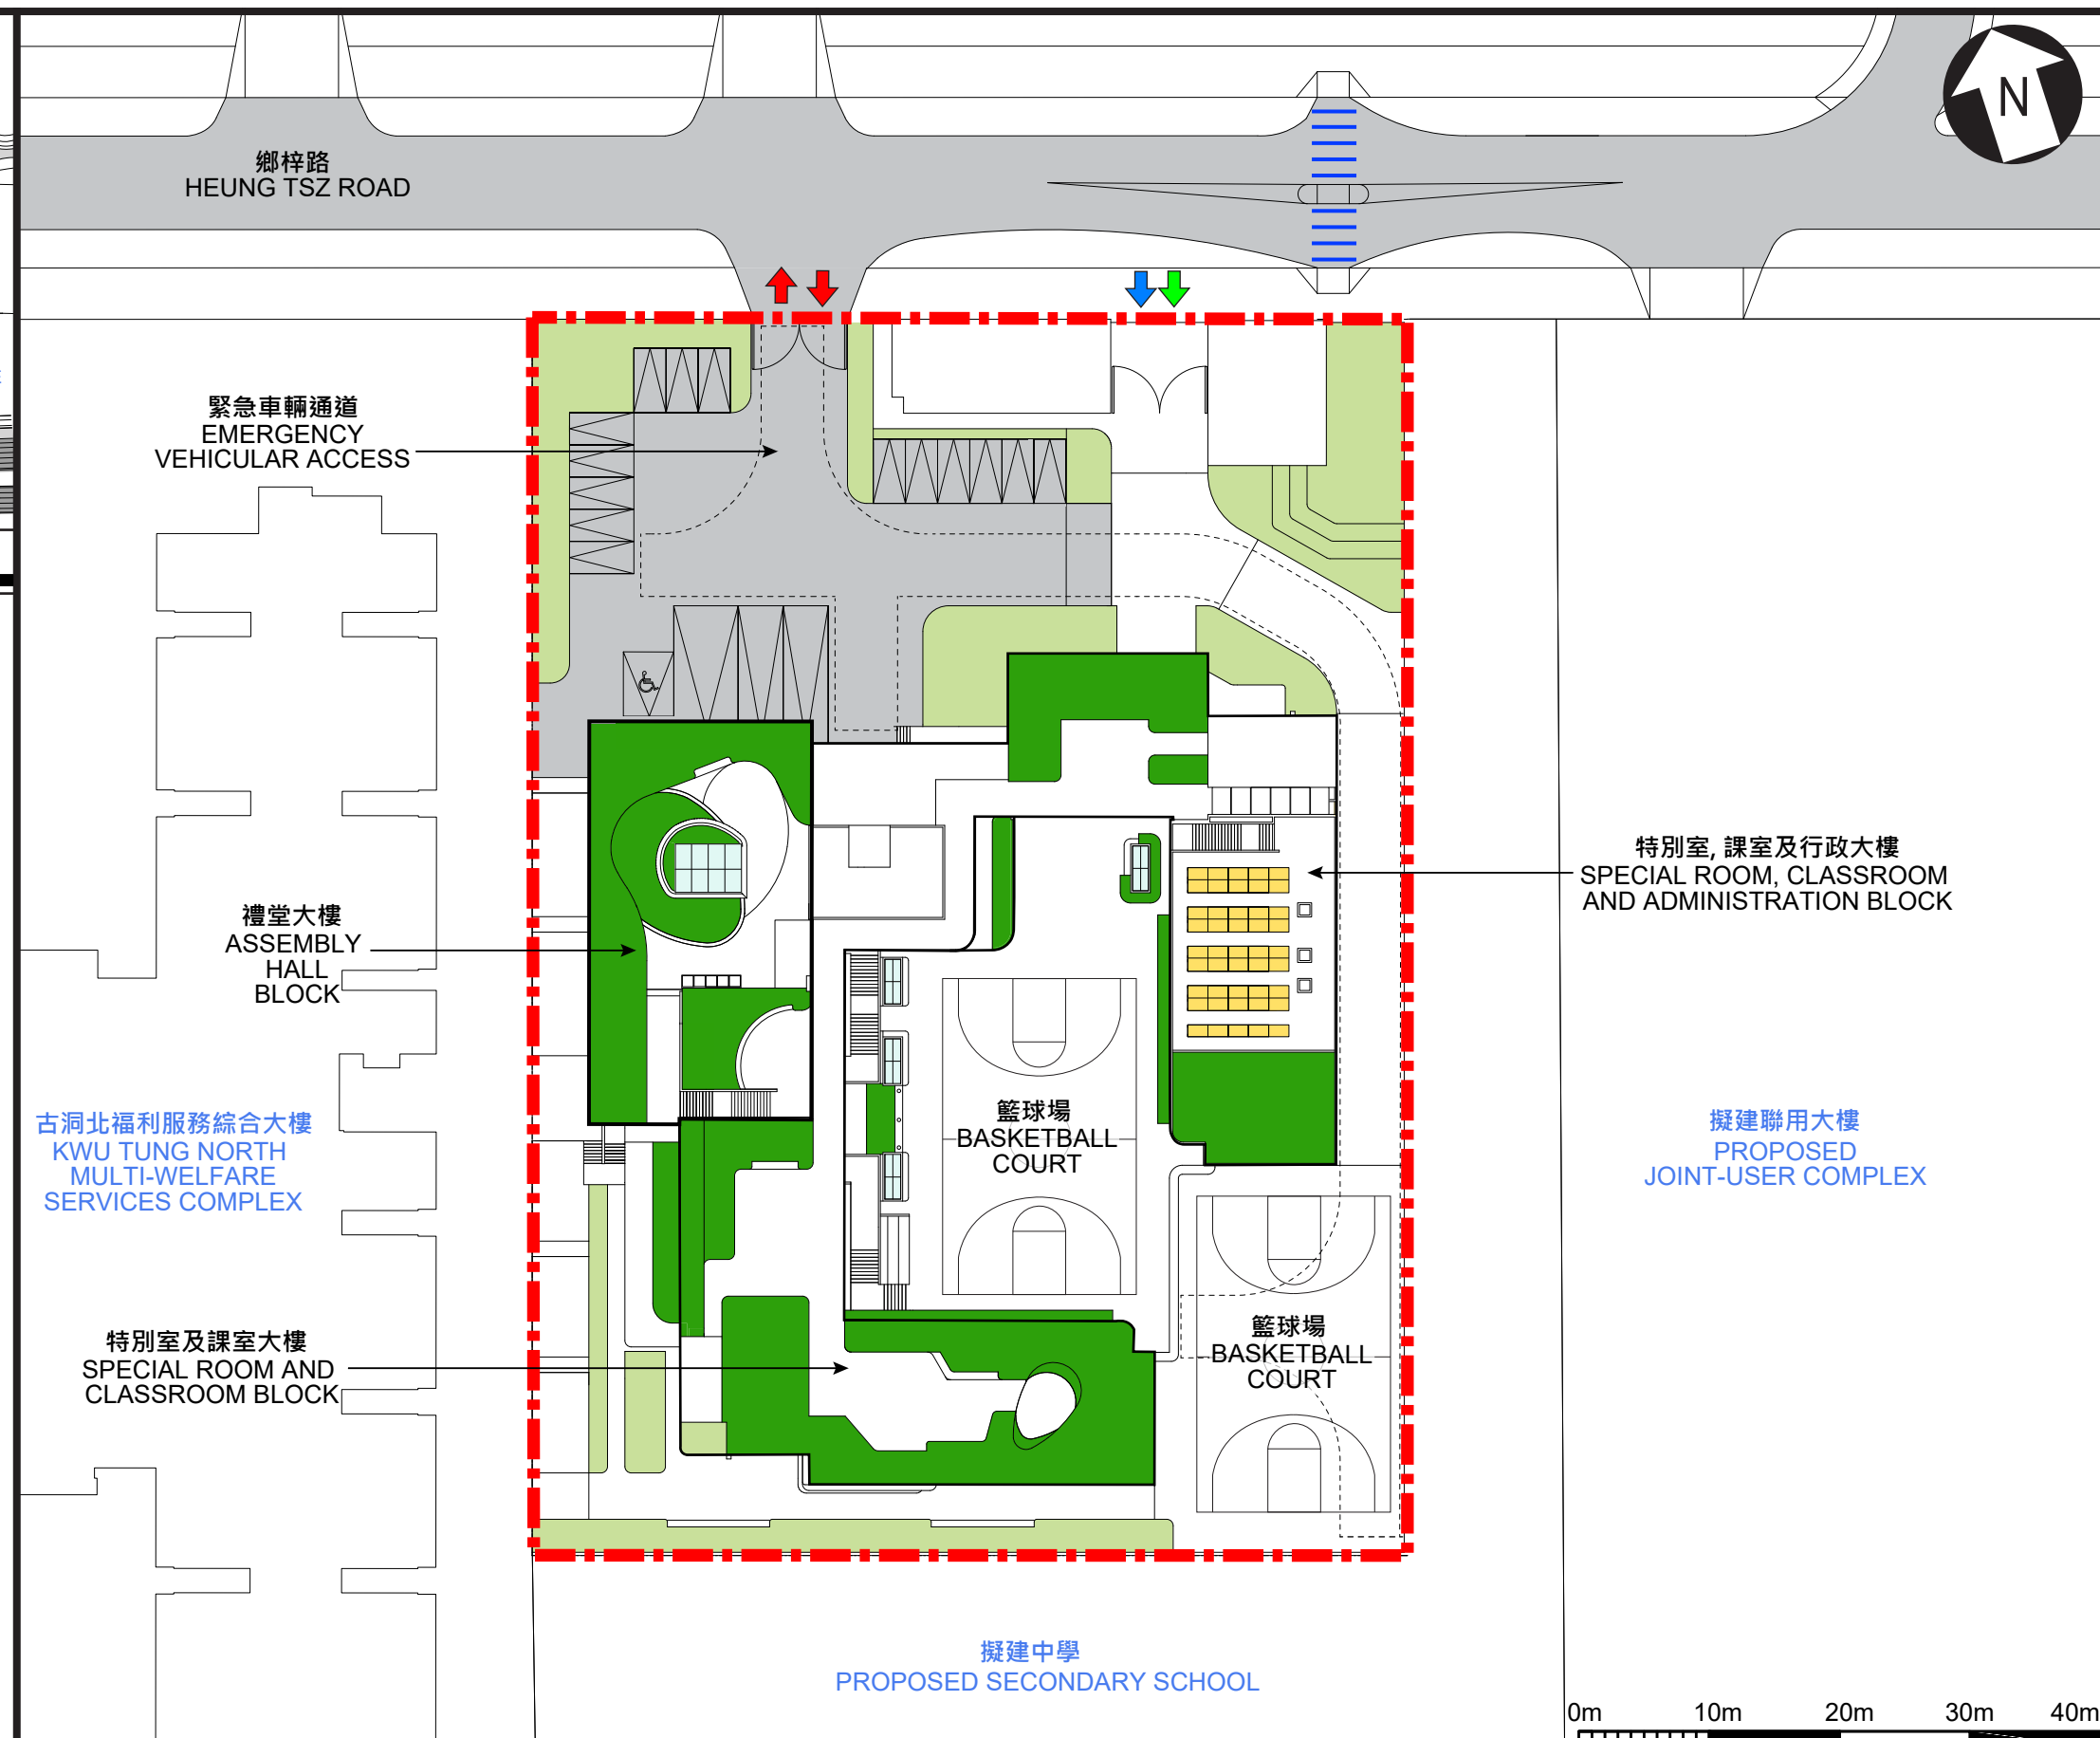 N
鄉梓路
HEUNG TSZ ROAD
緊急車輛通道
EMERGENCY
VEHICULAR ACCESS
特別室, 課室及行政大樓
SPECIAL ROOM, CLASSROOM
AND ADMINISTRATION BLOCK
禮堂大樓
ASSEMBLY
HALL
BLOCK
籃球場
BASKETBALL
COURT
古洞北福利服務綜合大樓
KWU TUNG NORTH
MULTI-WELFARE
SERVICES COMPLEX
擬建聯用大樓
PROPOSED
JOINT-USER COMPLEX
特別室及課室大樓
SPECIAL ROOM AND
CLASSROOM BLOCK
籃球場
BASKETBALL
COURT
擬建中學
PROPOSED SECONDARY SCHOOL
0m 10m 20m 30m 40m